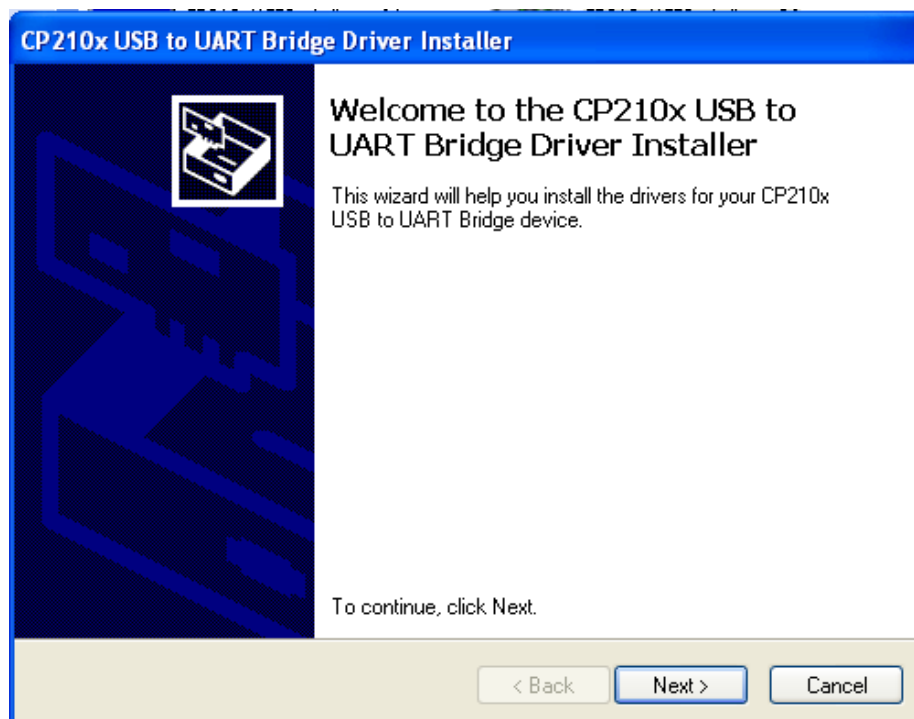 CP210x USB to UART Bridge Driver Installer
Welcome to the CP210x USB to
UART Bridge Driver Installer
This wizard will help you install the drivers for your CP210x
USB to UART Bridge device.
To continue, click Next.
< Back
Next >
Cancel